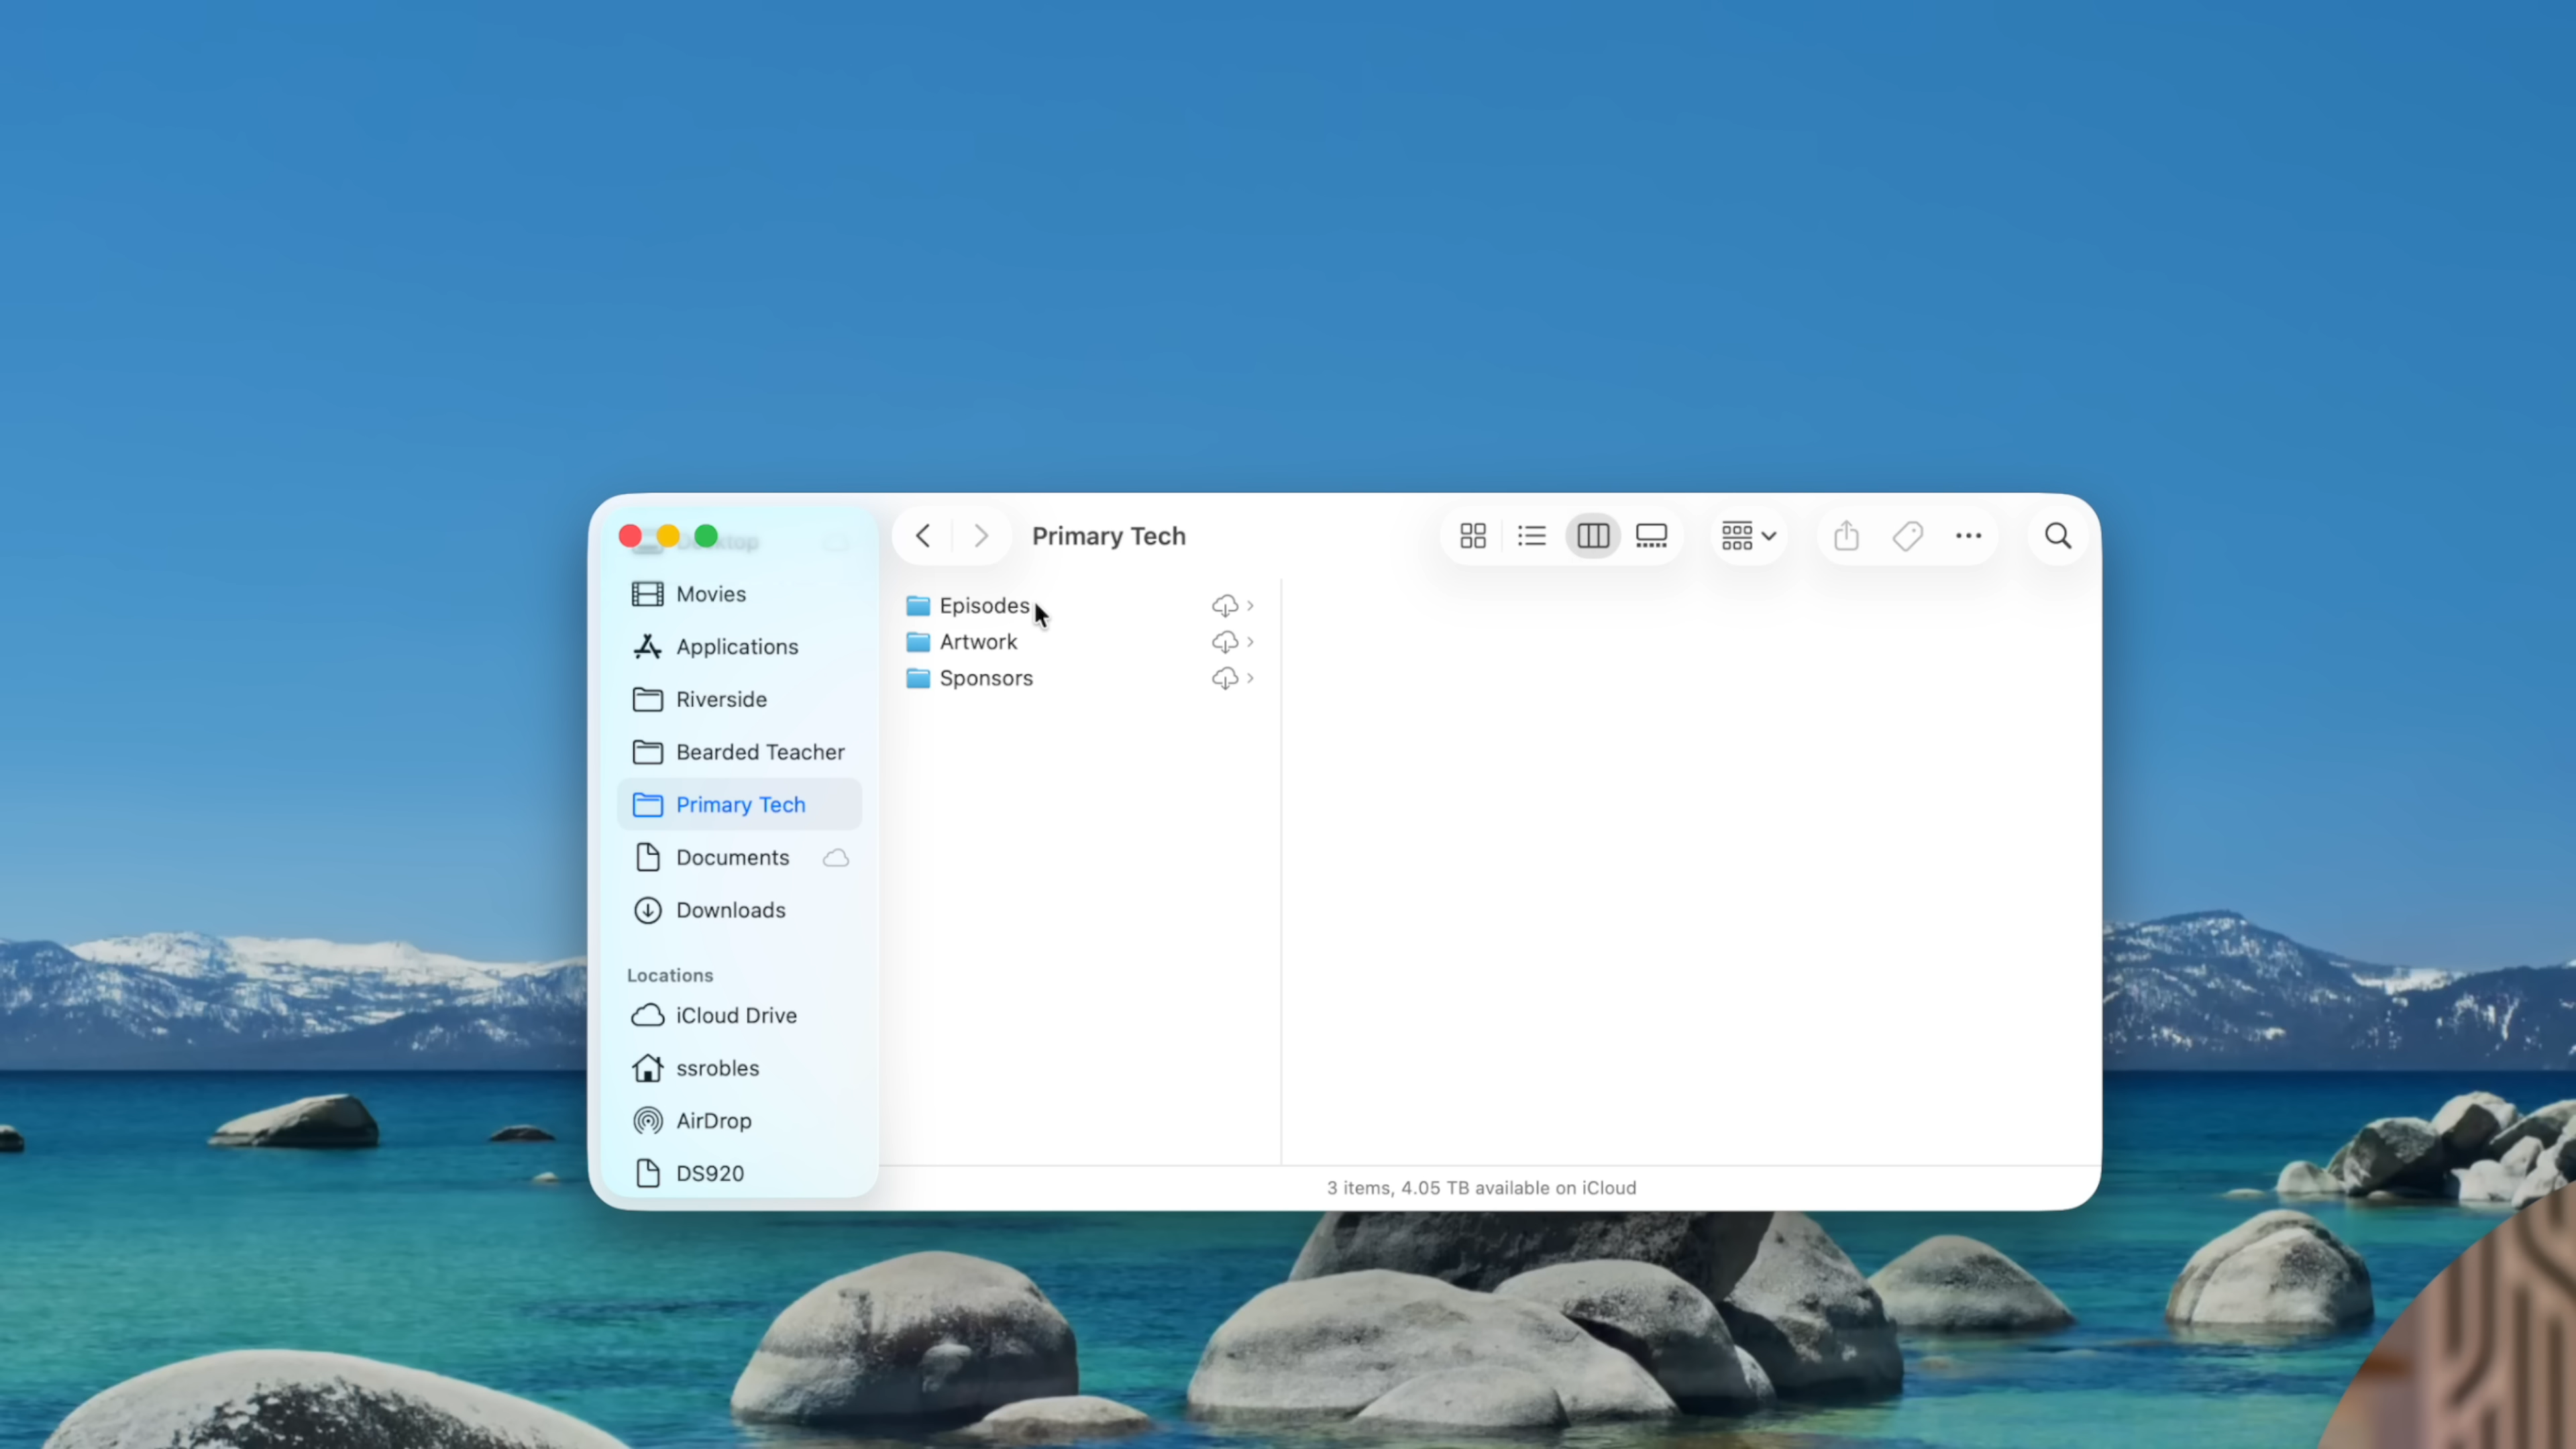 Desktop
Primary Tech
Movies
Applications
Riverside
Bearded Teacher
Primary Tech
Documents
Downloads
Locations
iCloud Drive
ssrobles
AirDrop
DS920
Episodes
Artwork
Sponsors
3 items, 4.05 TB available on iCloud